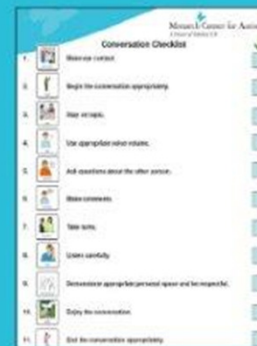 Monarch Center for Autism
Conversation Checklist
1. Make eye contact.
2. Begin the conversation appropriately.
3. Stay on topic.
4. Use appropriate voice volume.
5. Ask questions about the other person.
6. Make comments.
7. Take turns.
8. Listen carefully.
9. Demonstrate appropriate personal space and be respectful.
10. Enjoy the conversation.
11. End the conversation appropriately.